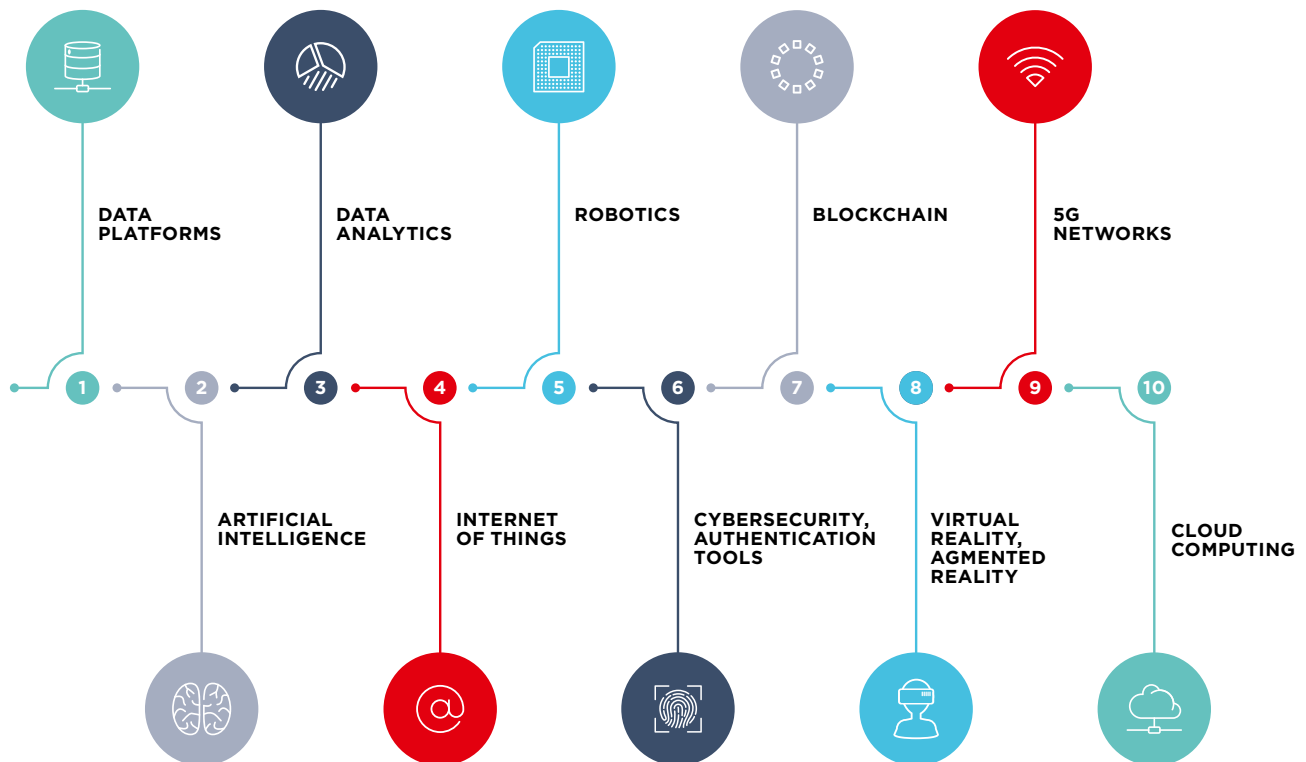 DATA
PLATFORMS
DATA
ANALYTICS
ROBOTICS
BLOCKCHAIN
5G
NETWORKS
1
2
3
4
5
6
7
8
9
10
ARTIFICIAL
INTELLIGENCE
INTERNET
OF THINGS
CYBERSECURITY,
AUTHENTICATION
TOOLS
VIRTUAL
REALITY,
AGMENTED
REALITY
CLOUD
COMPUTING